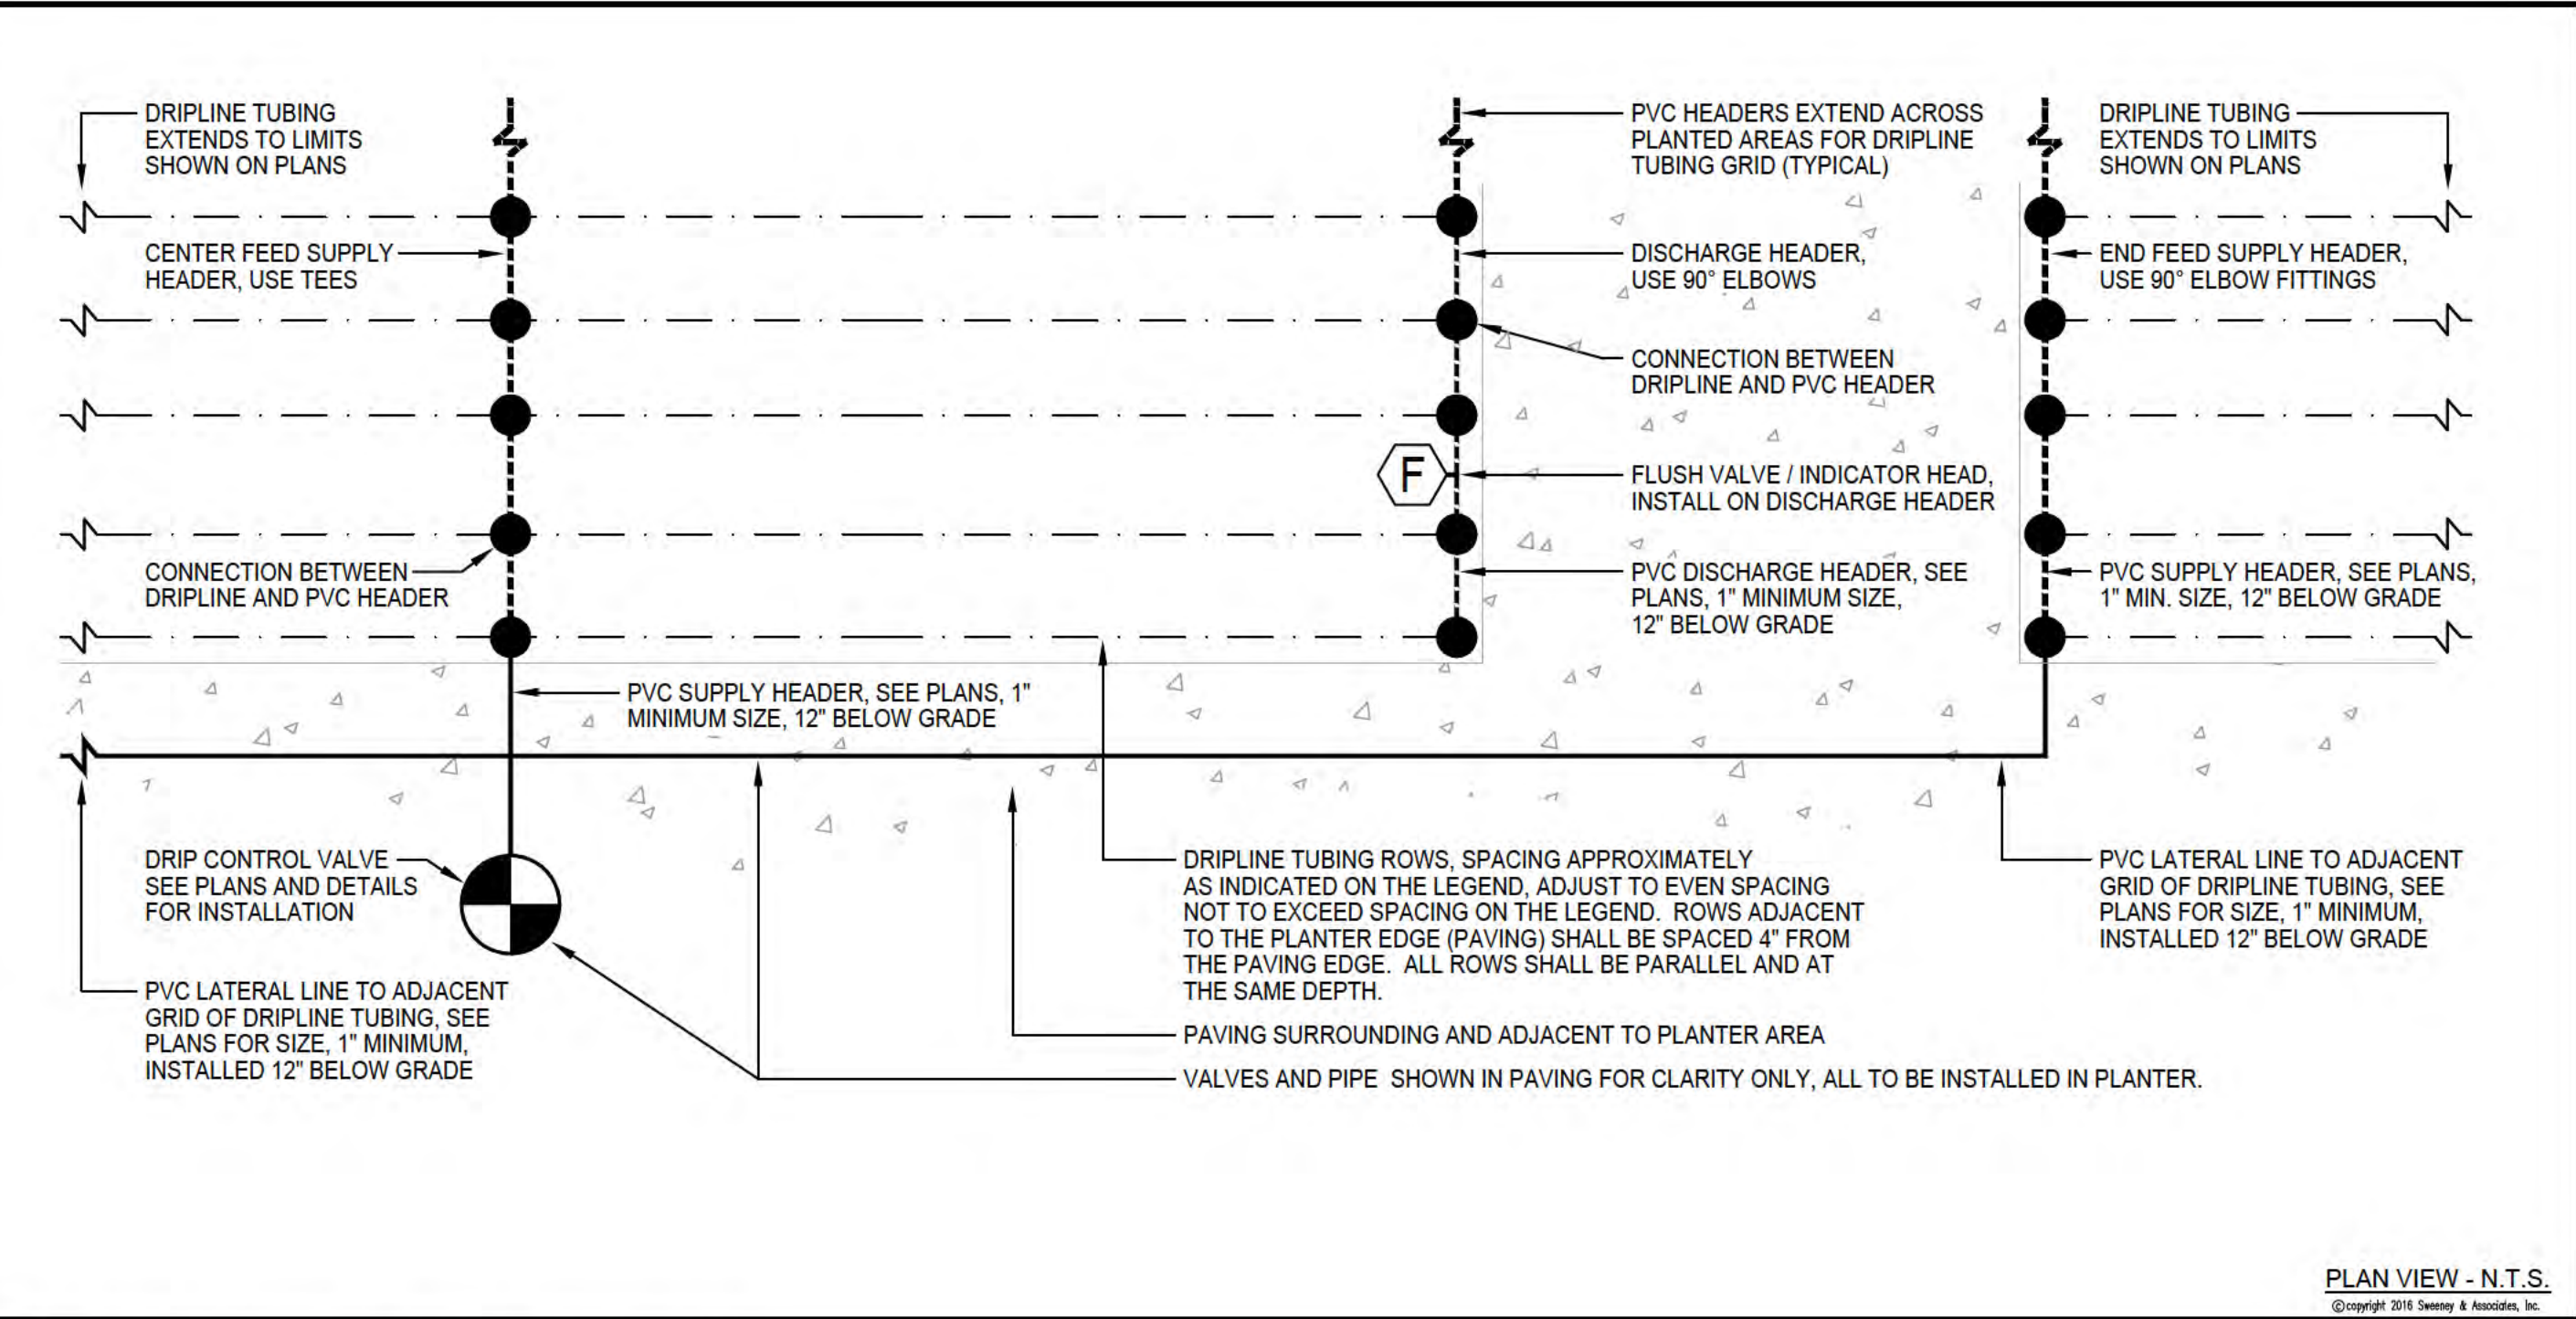 DRIPLINE TUBING
EXTENDS TO LIMITS
SHOWN ON PLANS
PVC HEADERS EXTEND ACROSS
PLANTED AREAS FOR DRIPLINE
TUBING GRID (TYPICAL)
DRIPLINE TUBING
EXTENDS TO LIMITS
SHOWN ON PLANS
CENTER FEED SUPPLY
HEADER, USE TEES
DISCHARGE HEADER,
USE 90° ELBOWS
END FEED SUPPLY HEADER,
USE 90° ELBOW FITTINGS
CONNECTION BETWEEN
DRIPLINE AND PVC HEADER
F
FLUSH VALVE / INDICATOR HEAD,
INSTALL ON DISCHARGE HEADER
CONNECTION BETWEEN
DRIPLINE AND PVC HEADER
PVC DISCHARGE HEADER, SEE
PLANS, 1" MINIMUM SIZE,
12" BELOW GRADE
PVC SUPPLY HEADER, SEE PLANS,
1" MIN. SIZE, 12" BELOW GRADE
PVC SUPPLY HEADER, SEE PLANS, 1"
MINIMUM SIZE, 12" BELOW GRADE
DRIP CONTROL VALVE
SEE PLANS AND DETAILS
FOR INSTALLATION
DRIPLINE TUBING ROWS, SPACING APPROXIMATELY
AS INDICATED ON THE LEGEND, ADJUST TO EVEN SPACING
NOT TO EXCEED SPACING ON THE LEGEND. ROWS ADJACENT
TO THE PLANTER EDGE (PAVING) SHALL BE SPACED 4" FROM
THE PAVING EDGE. ALL ROWS SHALL BE PARALLEL AND AT
THE SAME DEPTH.
PVC LATERAL LINE TO ADJACENT
GRID OF DRIPLINE TUBING, SEE
PLANS FOR SIZE, 1" MINIMUM,
INSTALLED 12" BELOW GRADE
PVC LATERAL LINE TO ADJACENT
GRID OF DRIPLINE TUBING, SEE
PLANS FOR SIZE, 1" MINIMUM,
INSTALLED 12" BELOW GRADE
PAVING SURROUNDING AND ADJACENT TO PLANTER AREA
VALVES AND PIPE SHOWN IN PAVING FOR CLARITY ONLY, ALL TO BE INSTALLED IN PLANTER.
PLAN VIEW - N.T.S.
©copyright 2016 Sweeney & Associates, Inc.